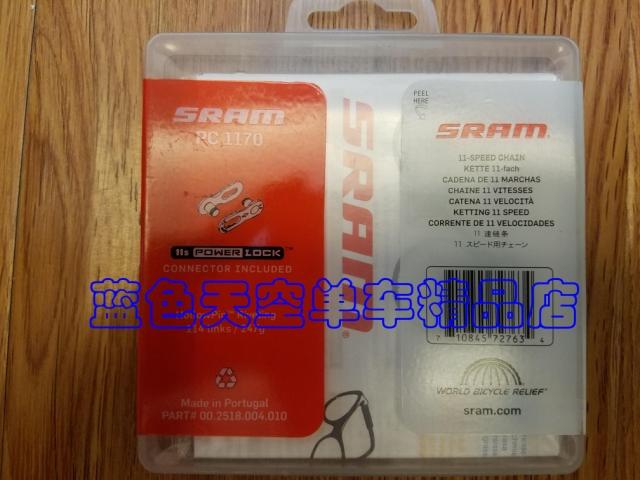 SRAM
PC 1170
11s POWERLOCK™
CONNECTOR INCLUDED
蓝色天空单车精品店
114 links / 247g
Made in Portugal
PART# 00.2518.004.010
SRAM
®
PEEL
HERE
SRAM
11-SPEED CHAIN
KETTE 11-fach
CADENA DE 11 MARCHAS
CHAINE 11 VITESSES
CATENA 11 VELOCITÀ
KETTING 11 SPEED
CORRENTE DE 11 VELOCIDADES
11 速鏈条
11 スピード用チェーン
7 10845 72763 4
WORLD BICYCLE RELIEF
sram.com